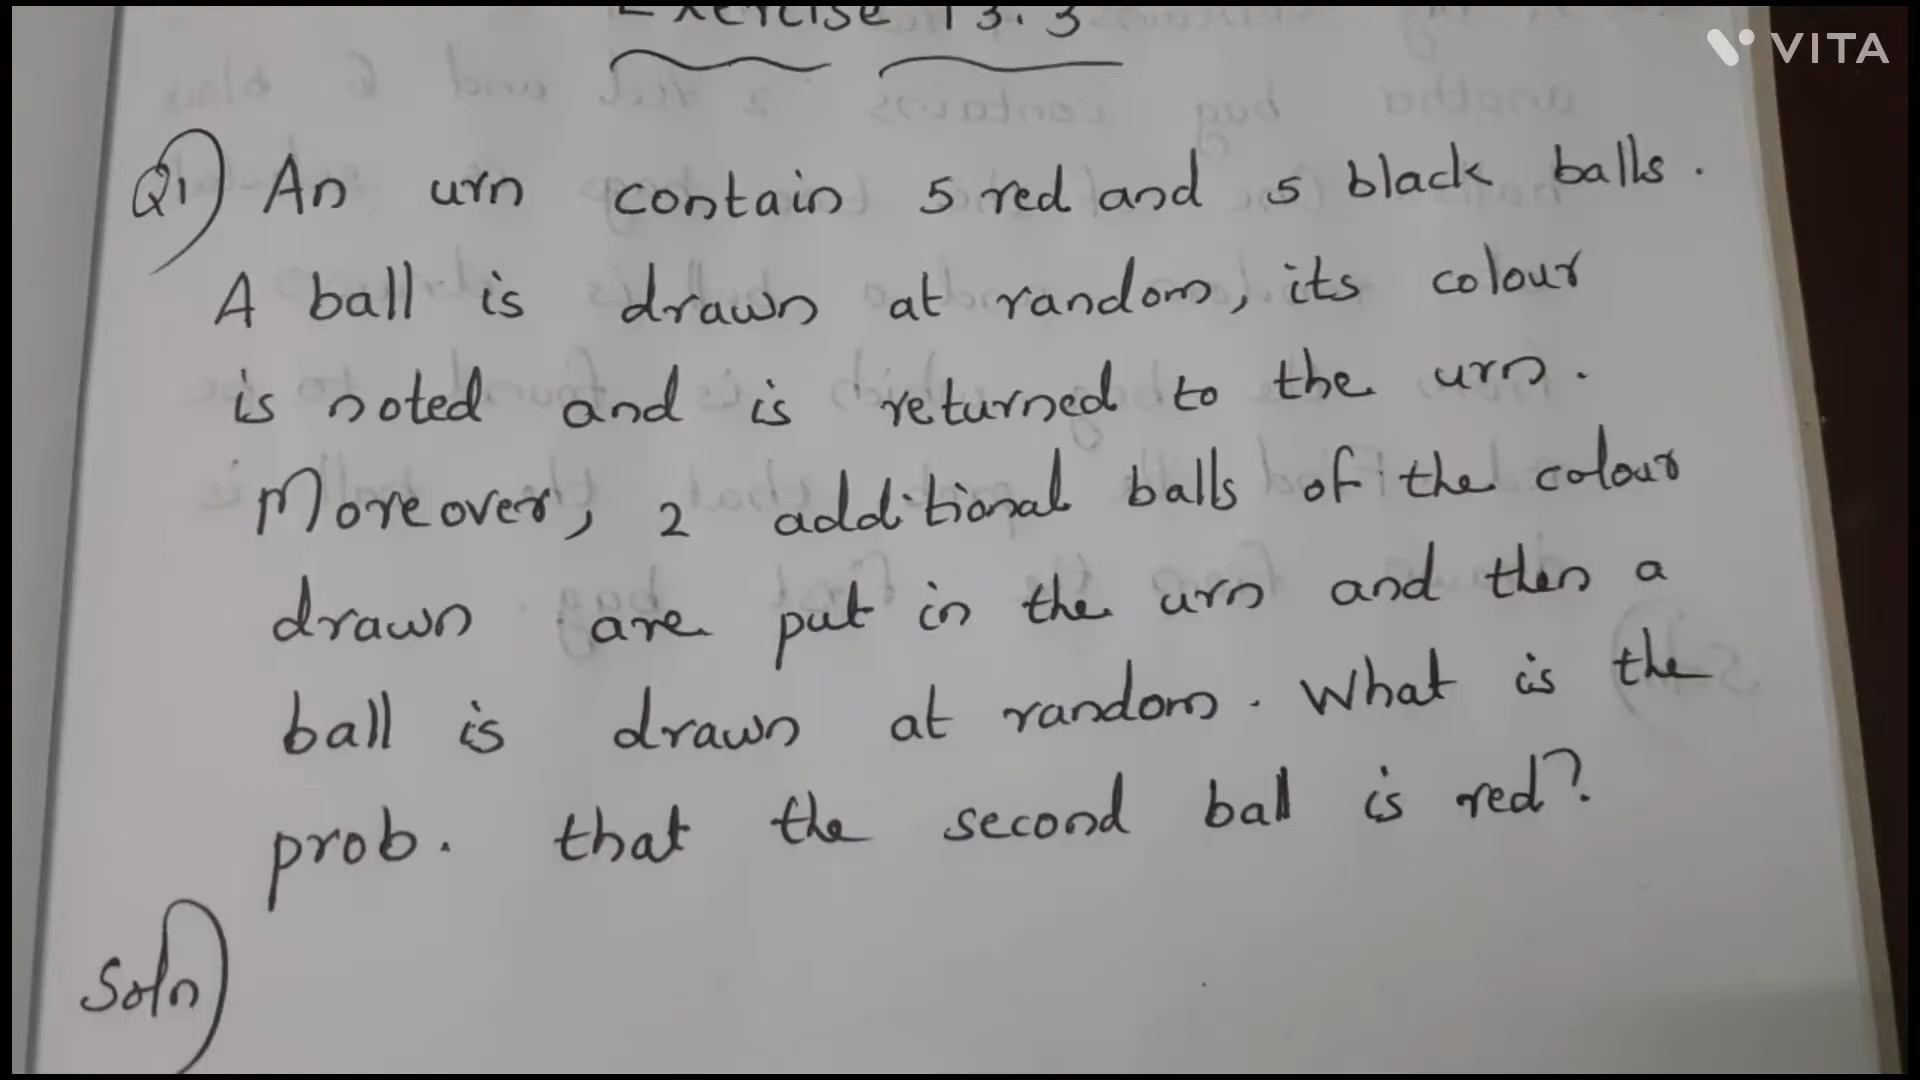 Exercise 13.3
VITA
Q1) An urn contain 5 red and 5 black balls.
A ball is drawn at random, its colour
is noted and is returned to the urn.
Moreover, 2 additional balls of the colour
drawn are put in the urn and then a
ball is drawn at random. What is the
prob. that the second ball is red?
Soln)